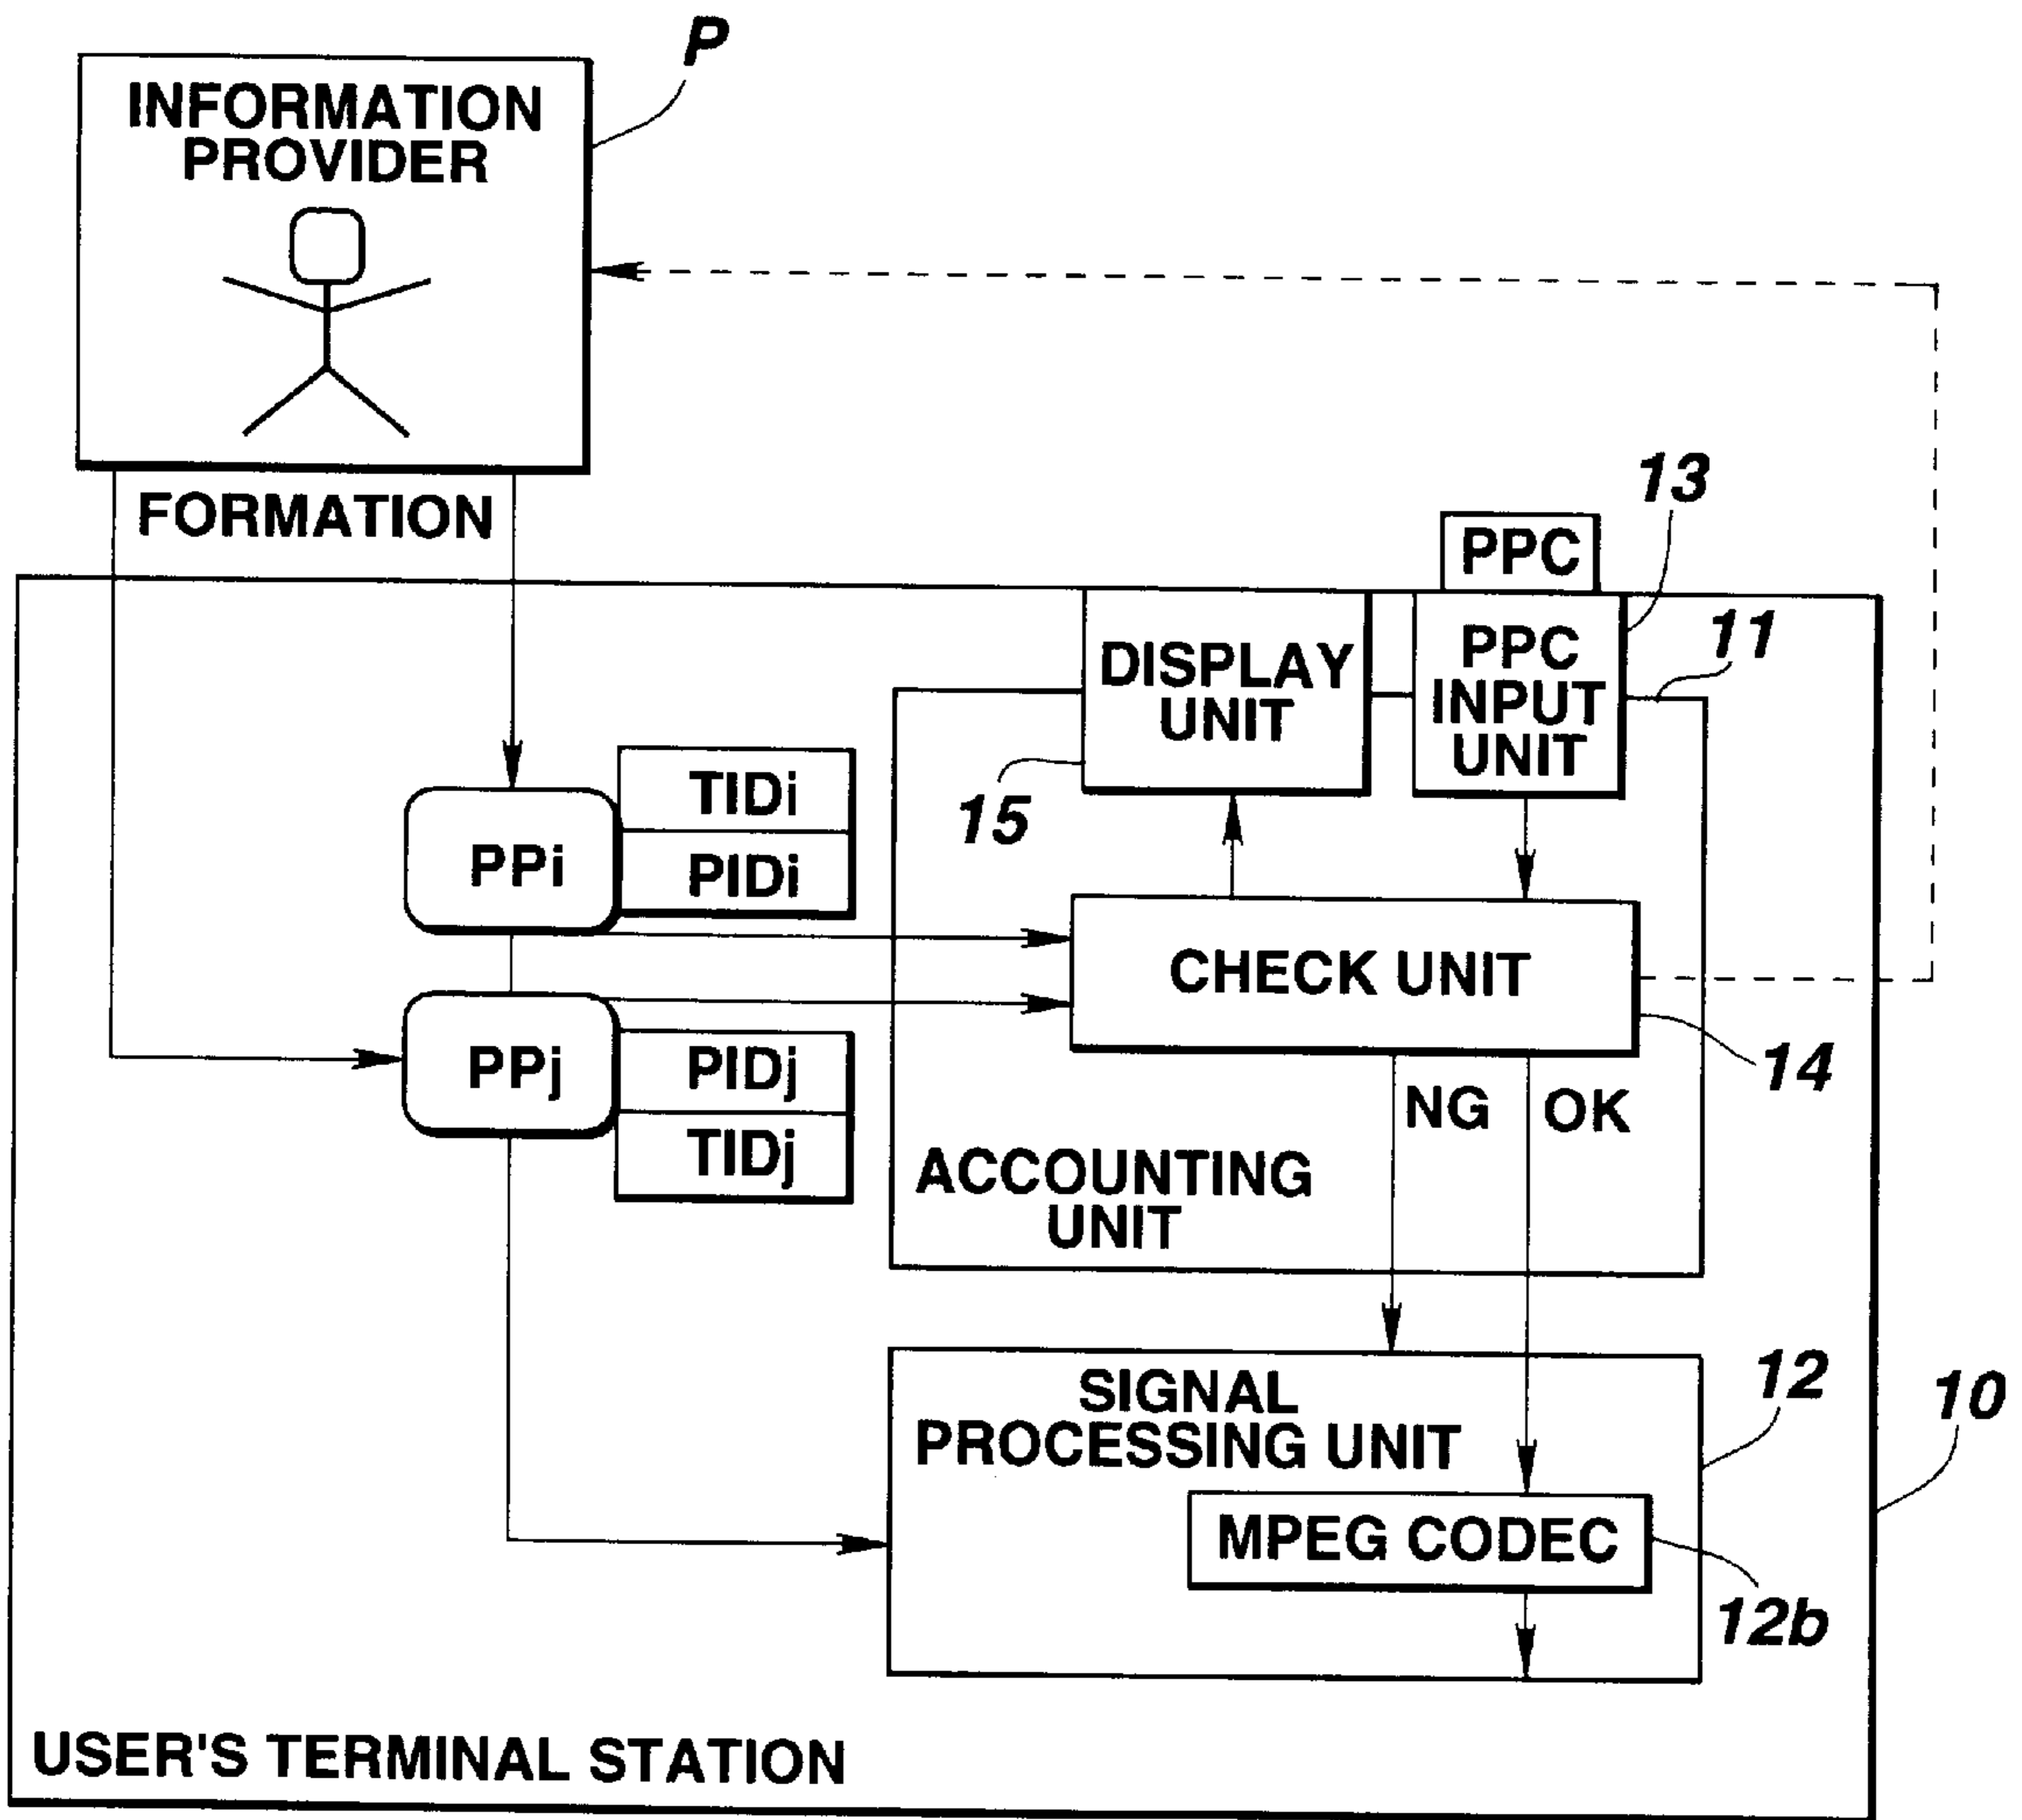 P
INFORMATION
PROVIDER
FORMATION
13
PPC
11
DISPLAY
UNIT
PPC
INPUT
UNIT
15
TIDi
PPi
PIDi
CHECK UNIT
14
PPj
PIDj
TIDj
NG
OK
ACCOUNTING
UNIT
12
10
SIGNAL
PROCESSING UNIT
MPEG CODEC
12b
USER'S TERMINAL STATION